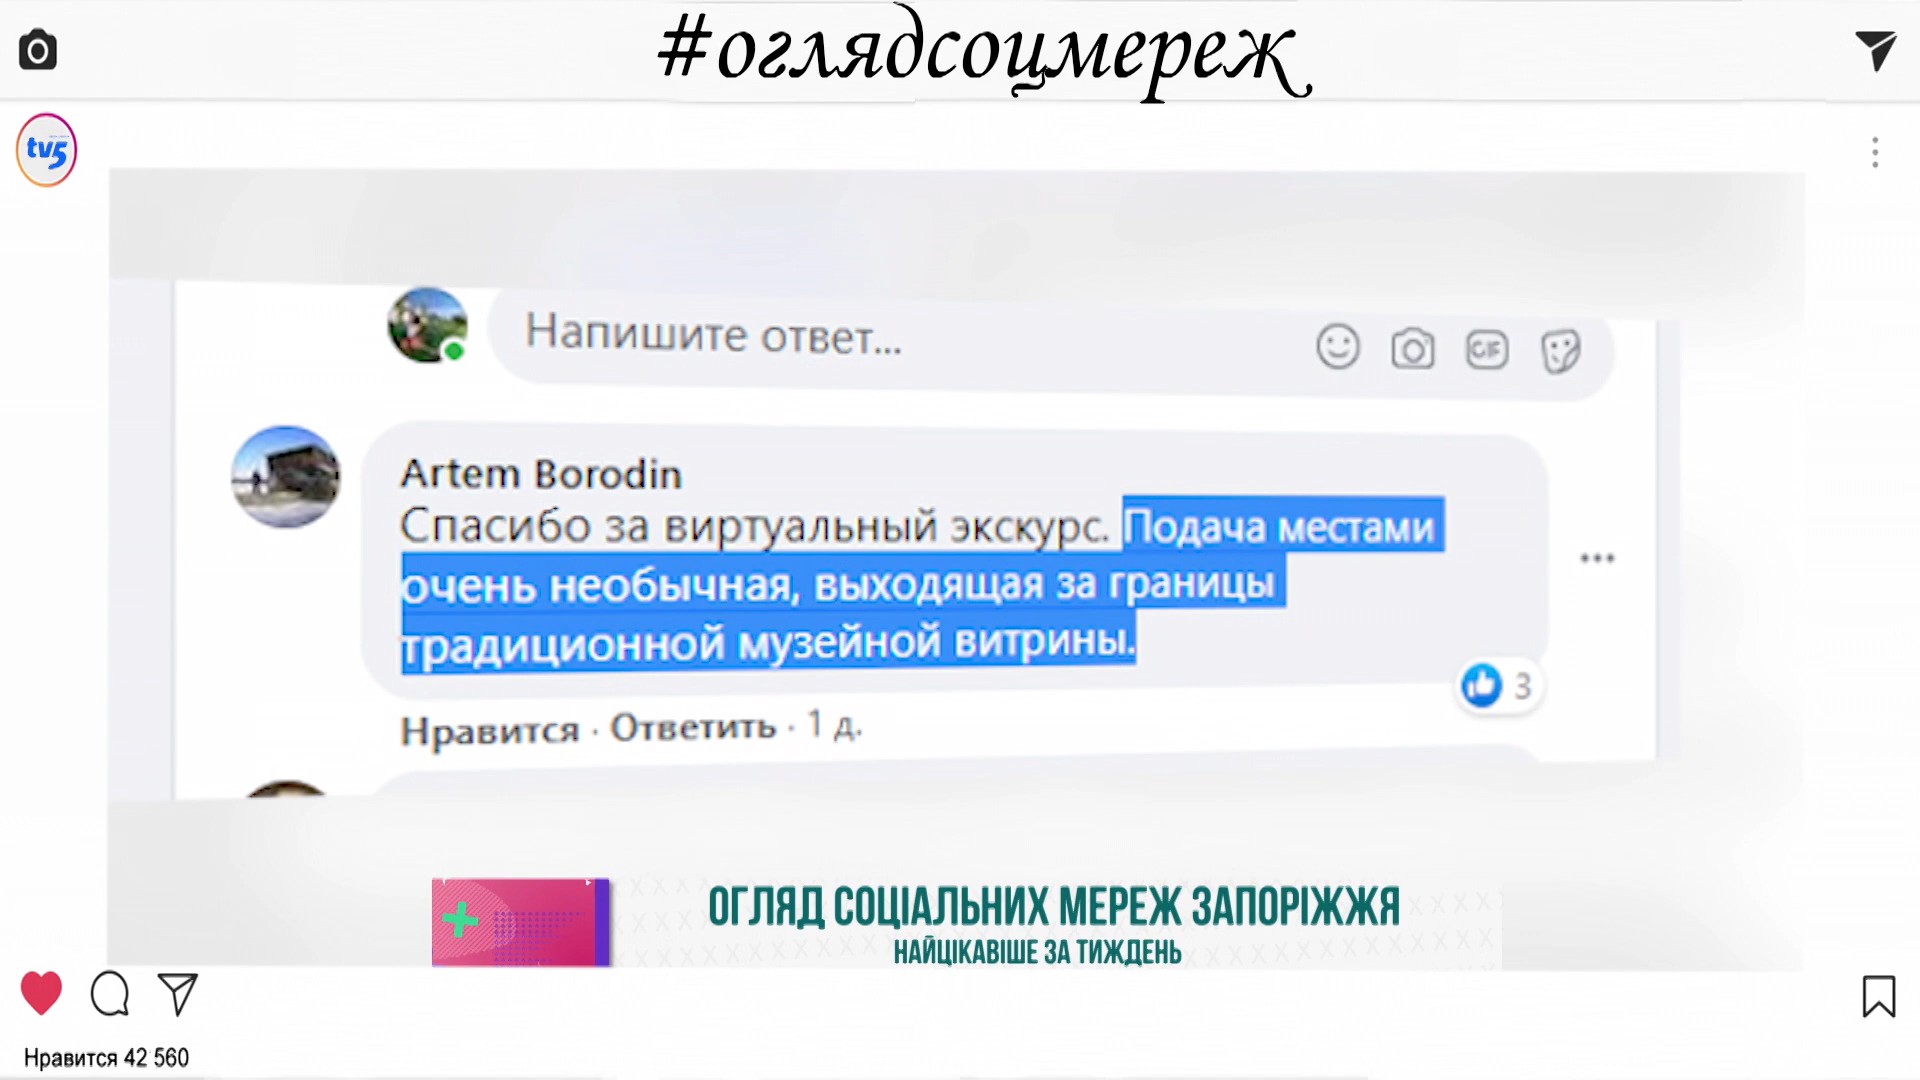 #оглядсоцмереж
tv5
Напишите ответ...
GIF
Artem Borodin
Спасибо за виртуальный экскурс. Подача местами
очень необычная, выходящая за границы
традиционной музейной витрины.
3
Нравится · Ответить · 1 д.
ОГЛЯД СОЦІАЛЬНИХ МЕРЕЖ ЗАПОРІЖЖЯ
НАЙЦІКАВІШЕ ЗА ТИЖДЕНЬ
Нравится 42 560